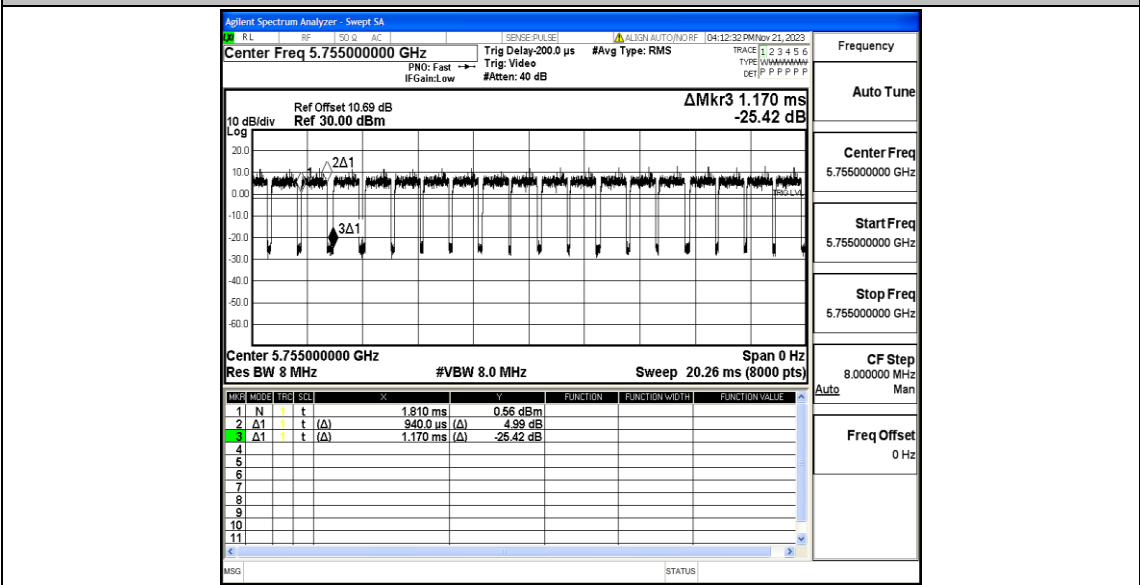 Agilent Spectrum Analyzer - Swept SA
LXI RL RF 50 Ω AC SENSE:PULSE ALIGN AUTO/NO RF 04:12:32 PM Nov 21, 2023
Center Freq 5.755000000 GHz
PNO: Fast
IFGain:Low
Trig Delay-200.0 µs
Trig: Video
#Atten: 40 dB
#Avg Type: RMS
TRACE 1 2 3 4 5 6
TYPE WWWWWW
DET P P P P P P
Ref Offset 10.69 dB
10 dB/div Ref 30.00 dBm
Log
ΔMkr3 1.170 ms
-25.42 dB
20.0
10.0
0.00
-10.0
-20.0
-30.0
-40.0
-50.0
-60.0
1
2Δ1
3Δ1
TRIG LVL
Center 5.755000000 GHz Span 0 Hz
Res BW 8 MHz #VBW 8.0 MHz Sweep 20.26 ms (8000 pts)
MKR MODE TRC SCL X Y FUNCTION FUNCTION WIDTH FUNCTION VALUE
1 N 1 t 1.810 ms 0.56 dBm
2 Δ1 1 t (Δ) 940.0 µs (Δ) 4.99 dB
3 Δ1 1 t (Δ) 1.170 ms (Δ) -25.42 dB
4
5
6
7
8
9
10
11
MSG STATUS
Frequency
Auto Tune
Center Freq
5.755000000 GHz
Start Freq
5.755000000 GHz
Stop Freq
5.755000000 GHz
CF Step
8.000000 MHz
Auto Man
Freq Offset
0 Hz